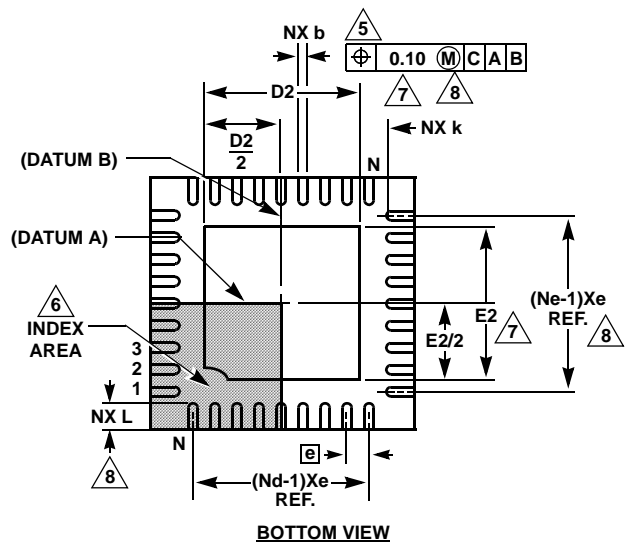 5
NX b
⌖ 0.10 Ⓜ C A B
7
8
D2
D2
2
NX k
(DATUM B)
N
(DATUM A)
6
INDEX
AREA
3
2
1
E2/2
E2
7
(Ne-1)Xe
REF.
8
NX L
8
N
e
(Nd-1)Xe
REF.
BOTTOM VIEW